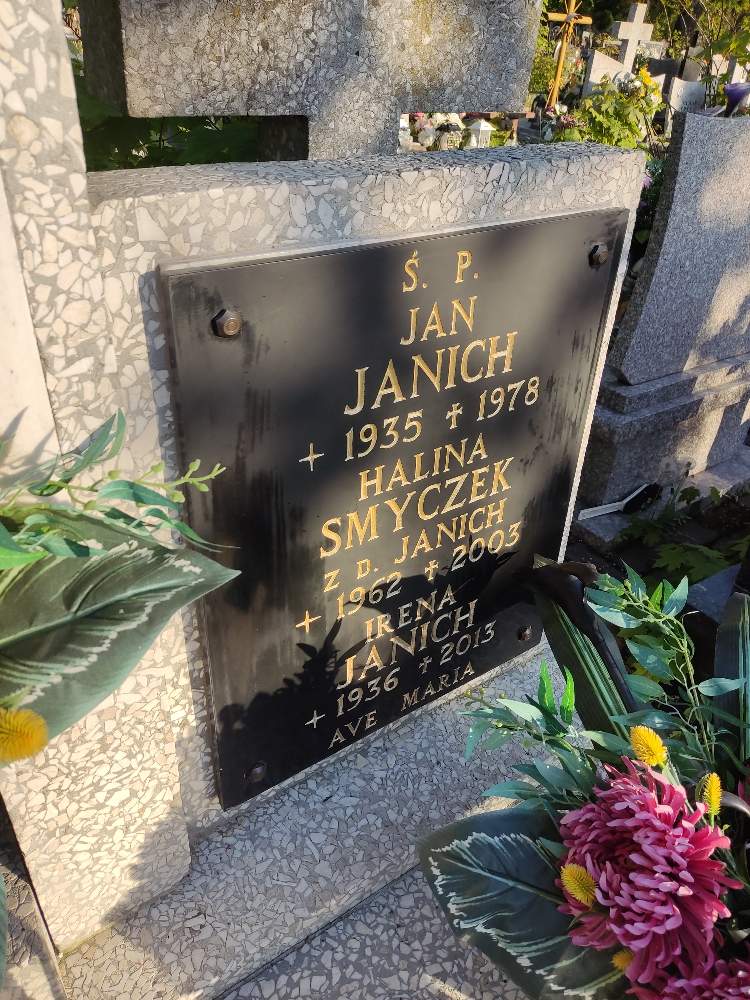 Ś. P.
JAN
JANICH
+ 1935 ✝ 1978
HALINA
SMYCZEK
Z D. JANICH
+ 1962 ✝ 2003
IRENA
JANICH
+ 1936 ✝ 2013
AVE MARIA